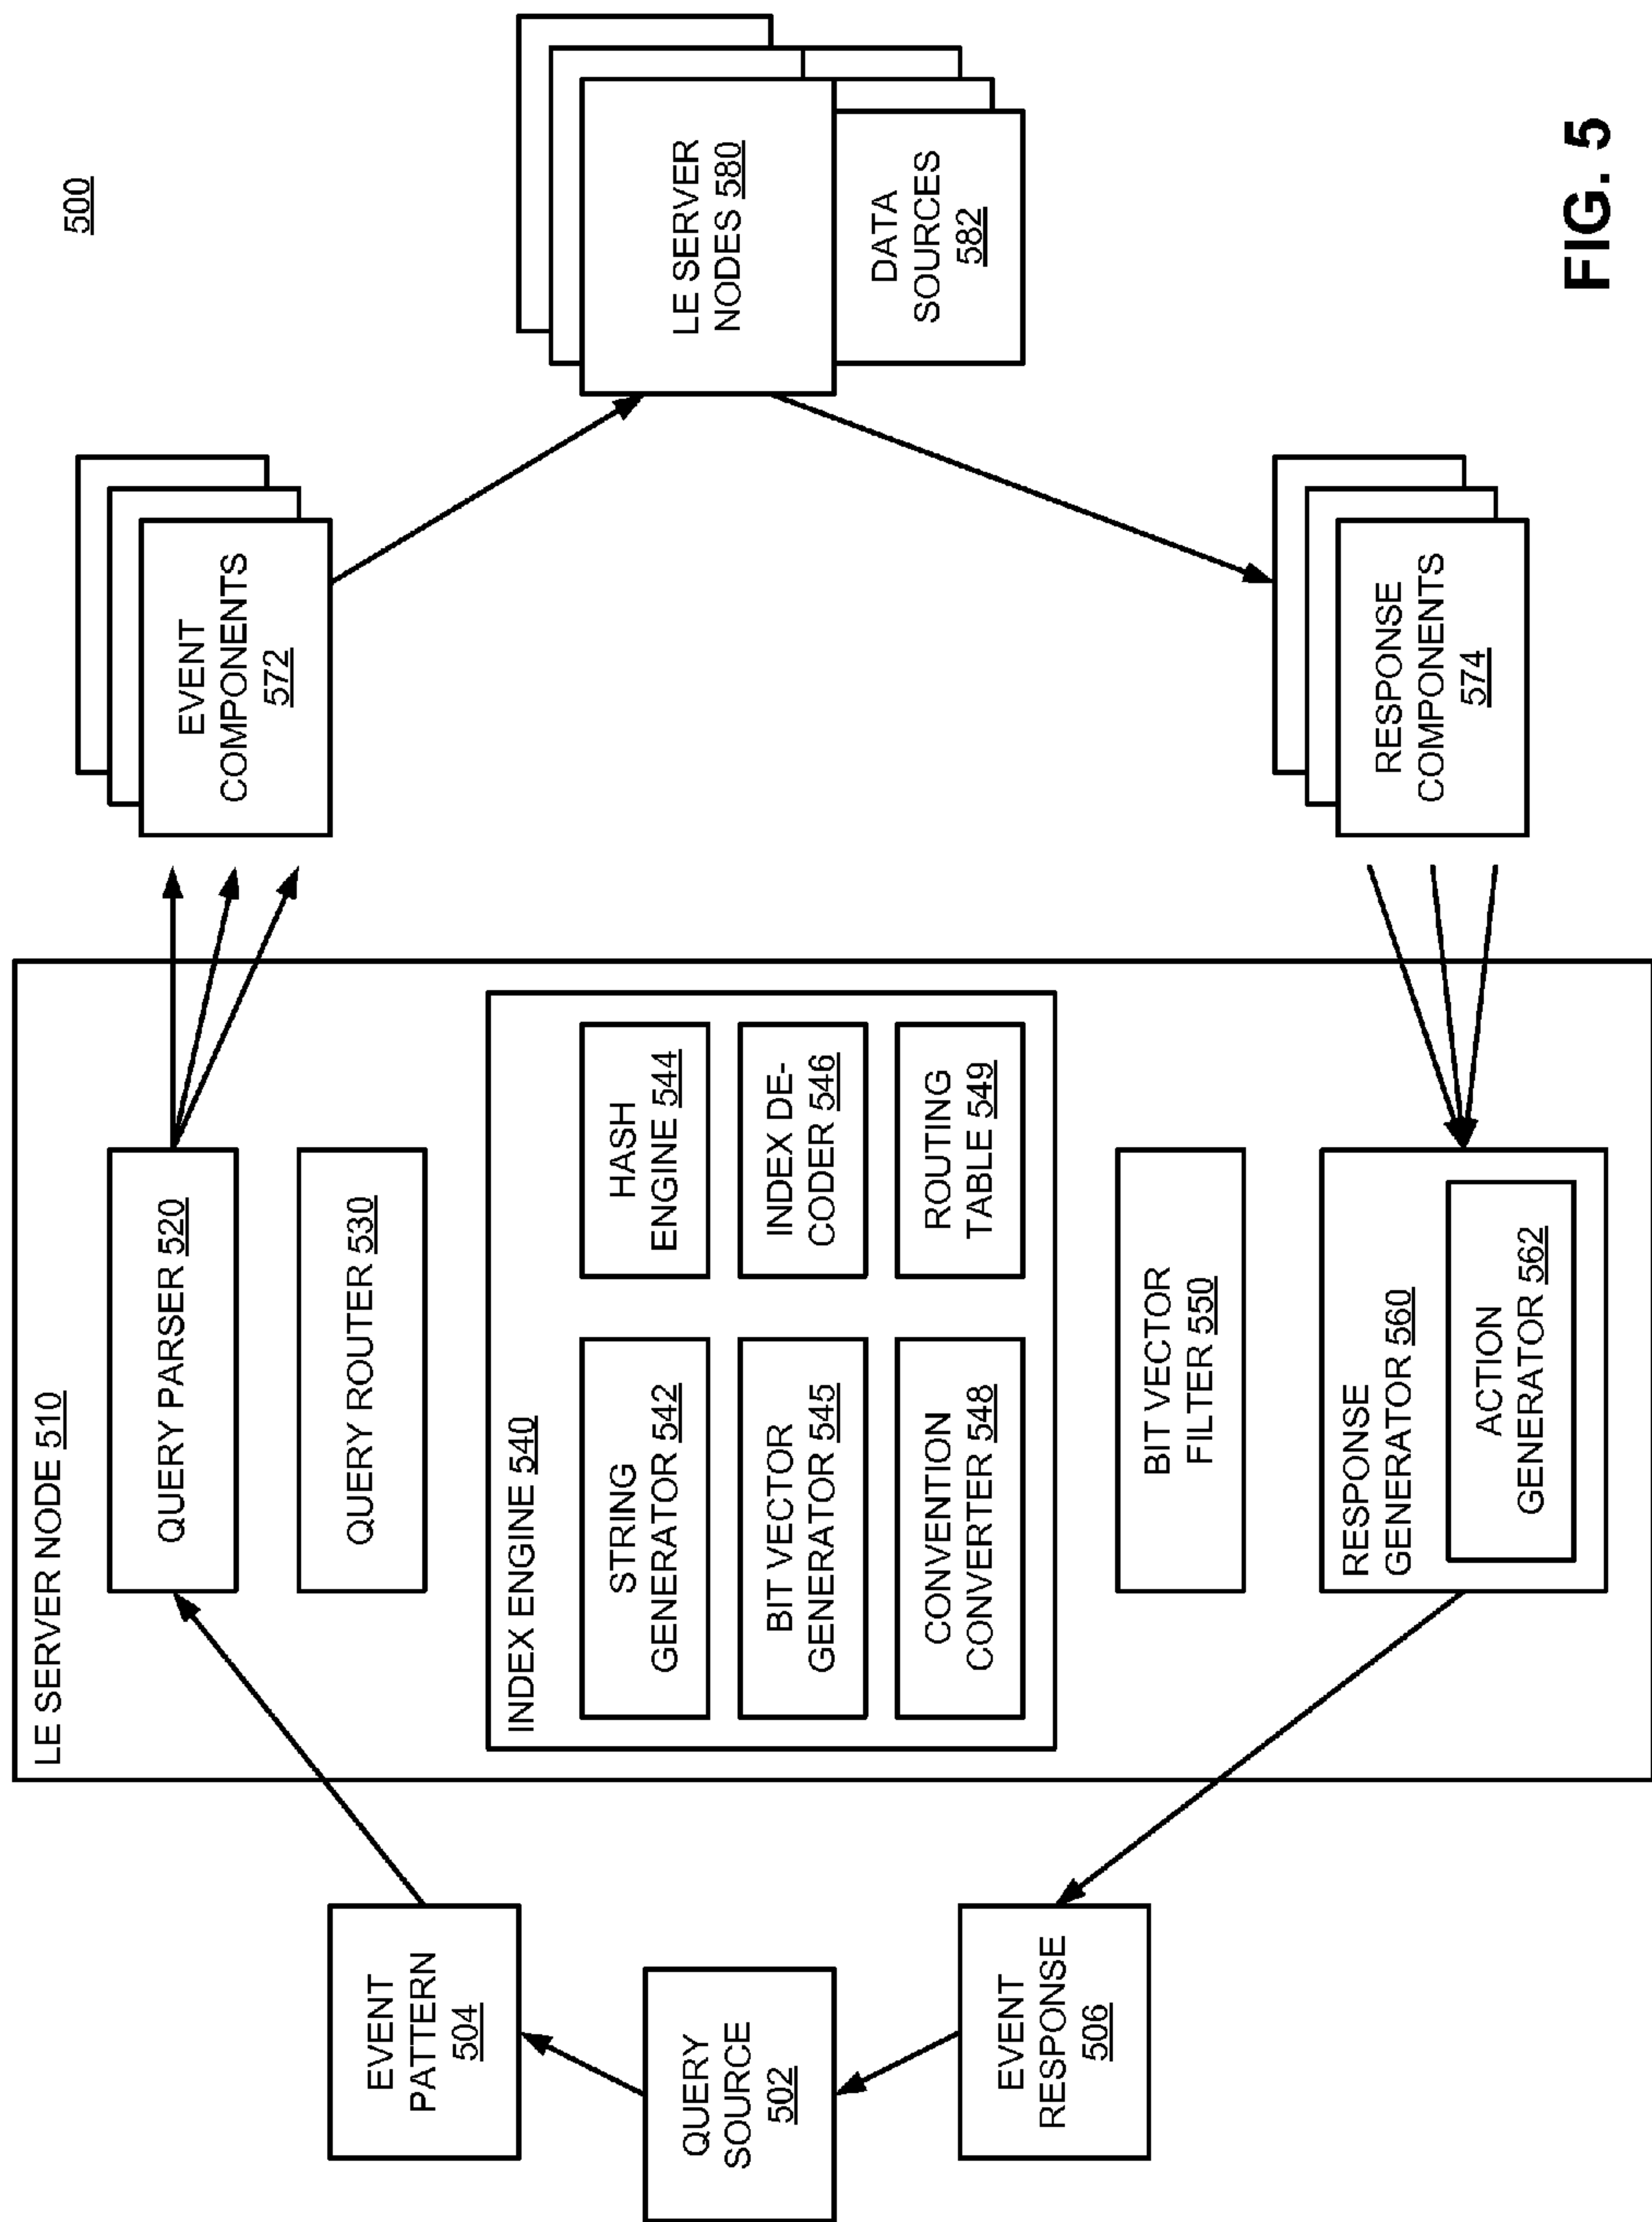 500
LE SERVER NODE 510
QUERY PARSER 520
QUERY ROUTER 530
INDEX ENGINE 540
STRING
GENERATOR 542
HASH
ENGINE 544
BIT VECTOR
GENERATOR 545
INDEX DE-
CODER 546
CONVENTION
CONVERTER 548
ROUTING
TABLE 549
BIT VECTOR
FILTER 550
RESPONSE
GENERATOR 560
ACTION
GENERATOR 562
EVENT
PATTERN
504
QUERY
SOURCE
502
EVENT
RESPONSE
506
EVENT
COMPONENTS
572
LE SERVER
NODES 580
DATA
SOURCES
582
RESPONSE
COMPONENTS
574
FIG. 5